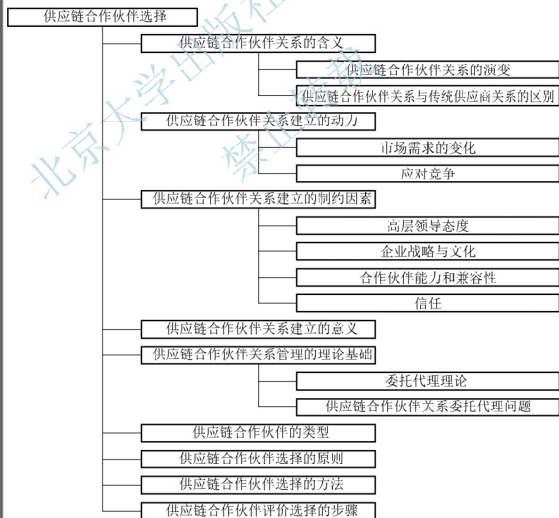 供应链合作伙伴选择
供应链合作伙伴关系的含义
供应链合作伙伴关系的演变
供应链合作伙伴关系与传统供应商关系的区别
供应链合作伙伴关系建立的动力
市场需求的变化
应对竞争
供应链合作伙伴关系建立的制约因素
高层领导态度
企业战略与文化
合作伙伴能力和兼容性
信任
供应链合作伙伴关系建立的意义
供应链合作伙伴关系管理的理论基础
委托代理理论
供应链合作伙伴关系委托代理问题
供应链合作伙伴的类型
供应链合作伙伴选择的原则
供应链合作伙伴选择的方法
供应链合作伙伴评价选择的步骤
北京大学出版社
禁止转载